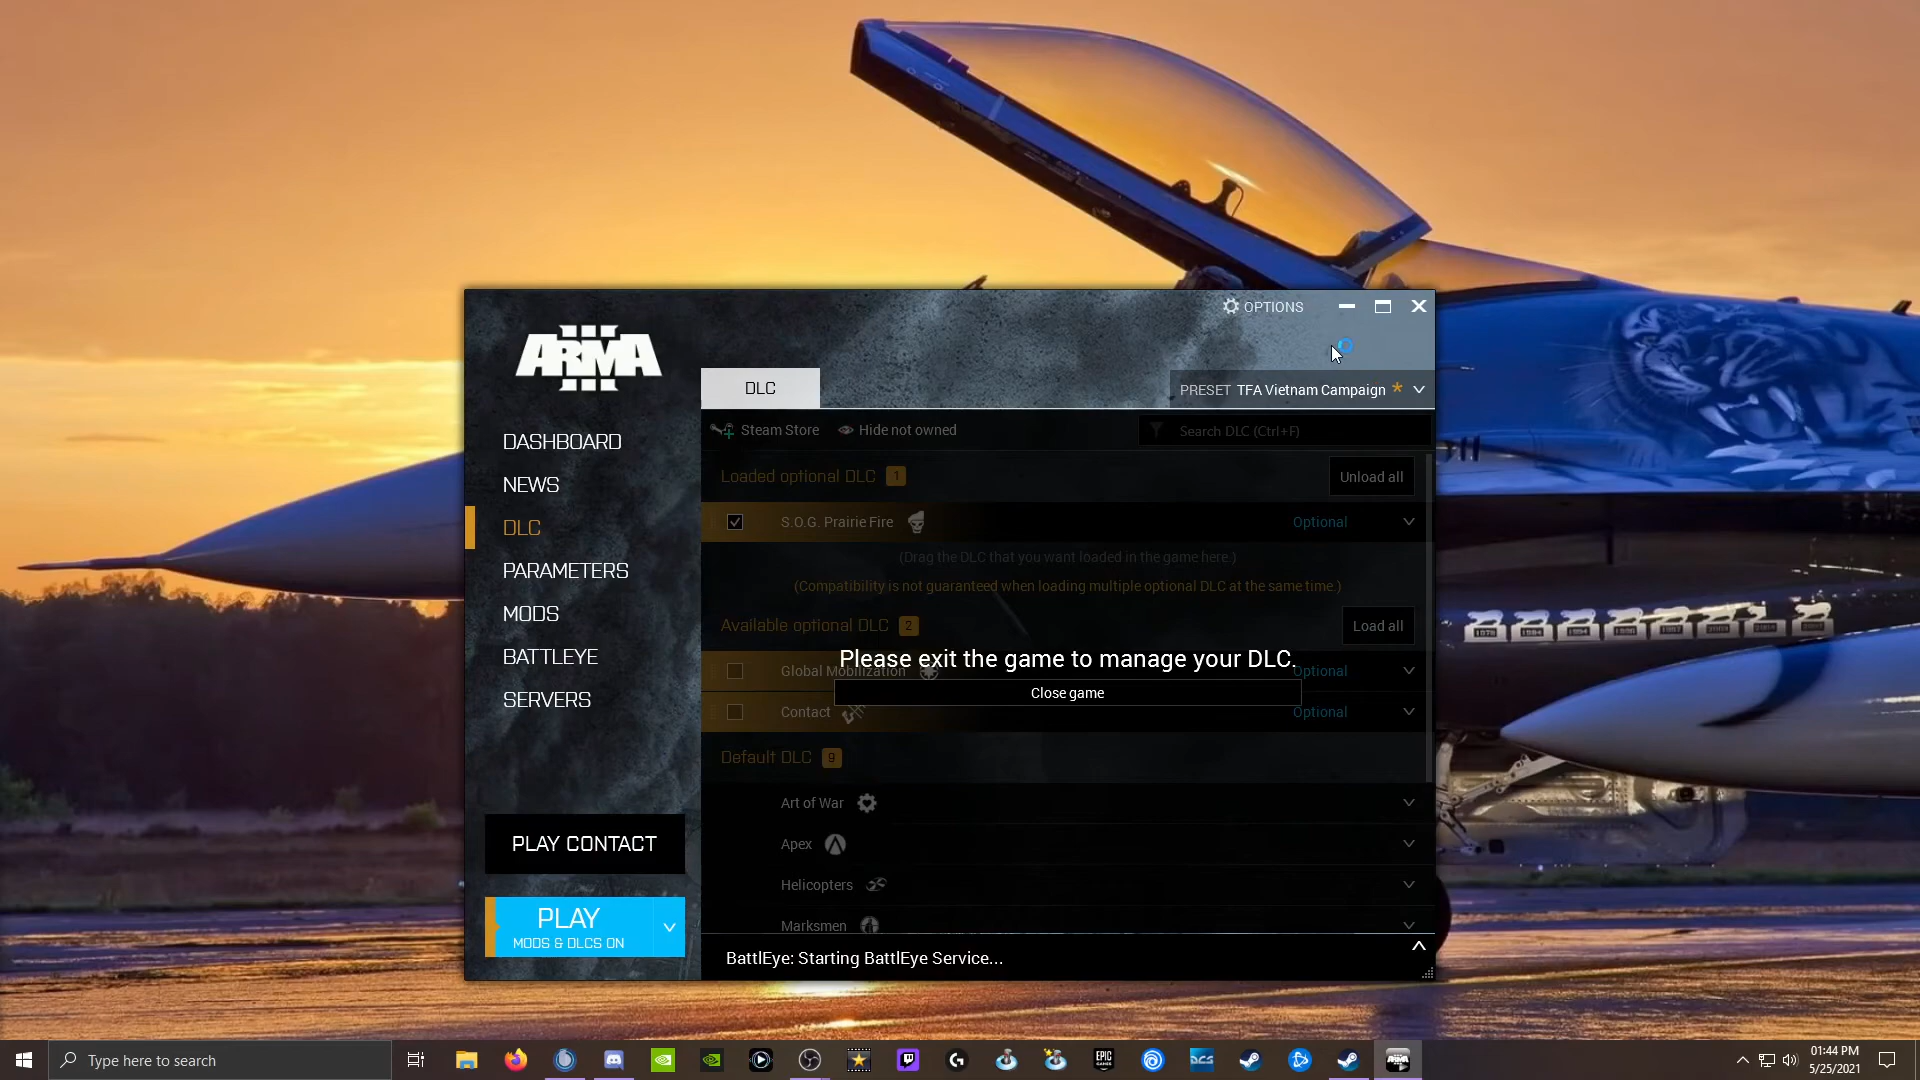 OPTIONS
ARMA III
DLC
PRESET TFA Vietnam Campaign *
Steam Store
Hide not owned
Search DLC (Ctrl+F)
DASHBOARD
NEWS
DLC
PARAMETERS
MODS
BATTLEYE
SERVERS
PLAY CONTACT
PLAY
MODS & DLCS ON
Loaded optional DLC 1
Unload all
S.O.G. Prairie Fire
Optional
(Drag the DLC that you want loaded in the game here.)
(Compatibility is not guaranteed when loading multiple optional DLC at the same time.)
Available optional DLC 2
Load all
Please exit the game to manage your DLC.
Global Mobilization
Optional
Close game
Contact
Optional
Default DLC 9
Art of War
Apex
Helicopters
Marksmen
BattlEye: Starting BattlEye Service...
Type here to search
EPIC
GAMES
DCS
01:44 PM
5/25/2021